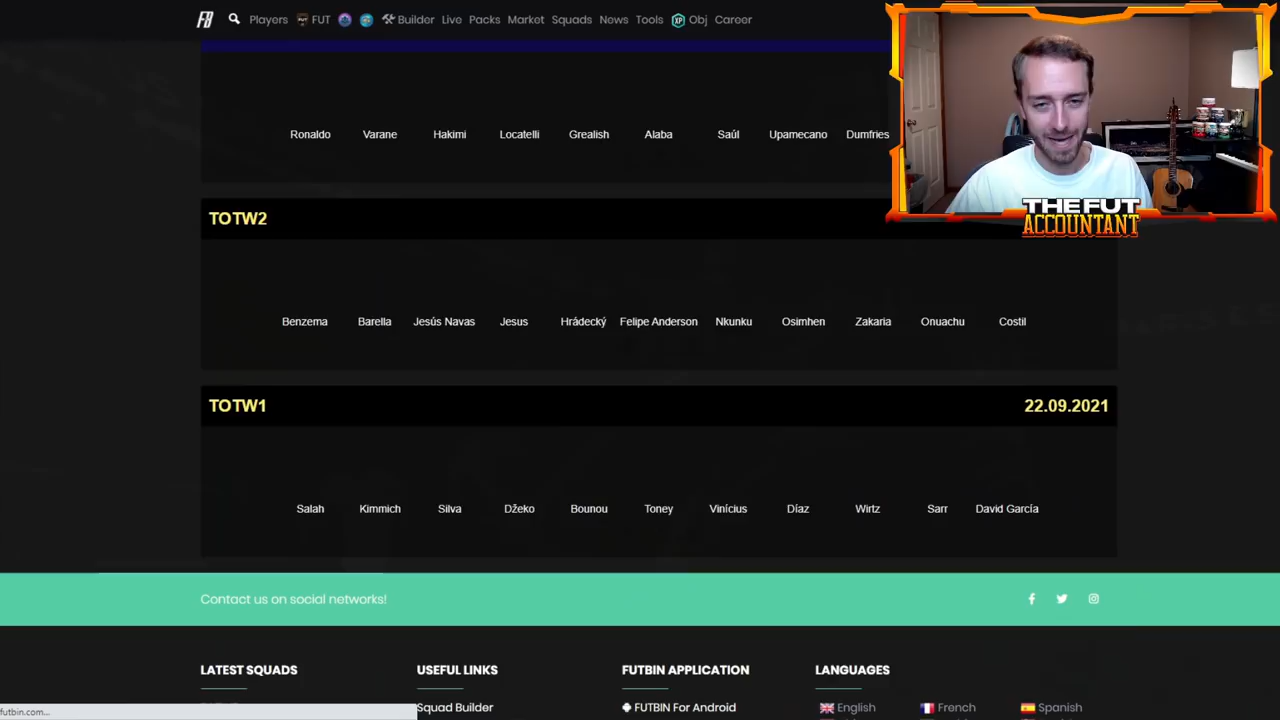 FB Players FUT Builder Live Packs Market Squads News Tools XP Obj Career
Ronaldo Varane Hakimi Locatelli Grealish Alaba Saúl Upamecano Dumfries
THE FUT
ACCOUNTANT
TOTW2
Benzema Barella Jesús Navas Jesus Hrádecký Felipe Anderson Nkunku Osimhen Zakaria Onuachu Costil
TOTW1 22.09.2021
Salah Kimmich Silva Džeko Bounou Toney Vinícius Díaz Wirtz Sarr David García
Contact us on social networks!
LATEST SQUADS USEFUL LINKS FUTBIN APPLICATION LANGUAGES
Squad Builder FUTBIN For Android English French Spanish
futbin.com...